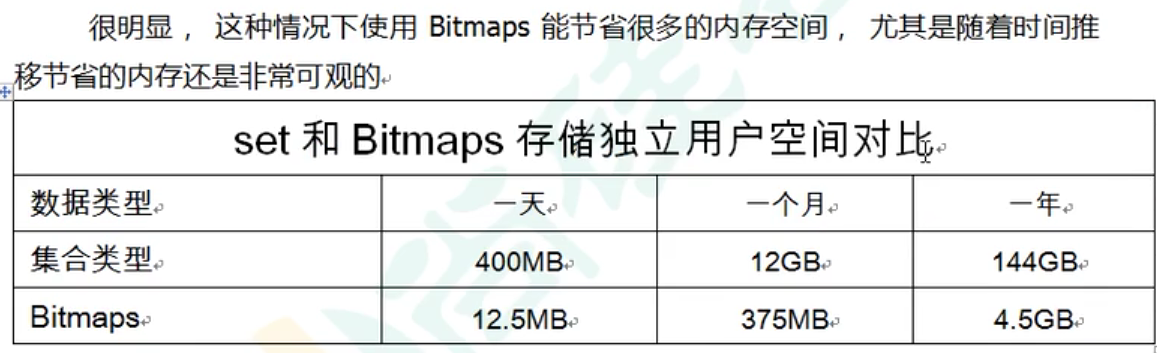 很明显， 这种情况下使用 Bitmaps 能节省很多的内存空间， 尤其是随着时间推
移节省的内存还是非常可观的
set 和 Bitmaps 存储独立用户空间对比
数据类型 一天 一个月 一年
集合类型 400MB 12GB 144GB
Bitmaps 12.5MB 375MB 4.5GB